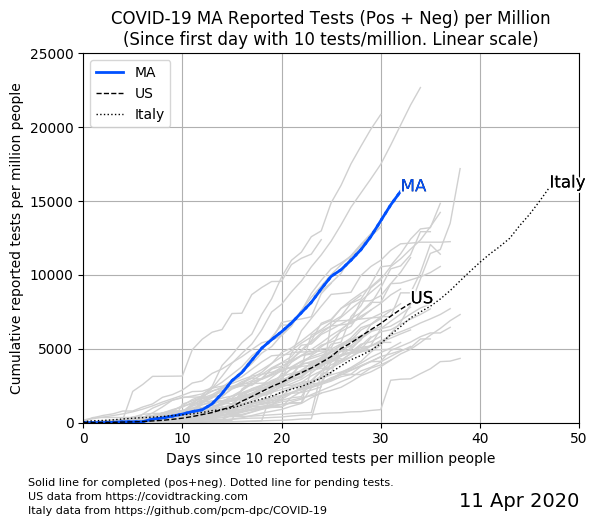 COVID-19 MA Reported Tests (Pos + Neg) per Million
(Since first day with 10 tests/million. Linear scale)
Cumulative reported tests per million people
25000
20000
15000
10000
5000
0
MA
US
Italy
MA
US
Italy
0 10 20 30 40 50
Days since 10 reported tests per million people
Solid line for completed (pos+neg). Dotted line for pending tests.
US data from https://covidtracking.com
Italy data from https://github.com/pcm-dpc/COVID-19
11 Apr 2020